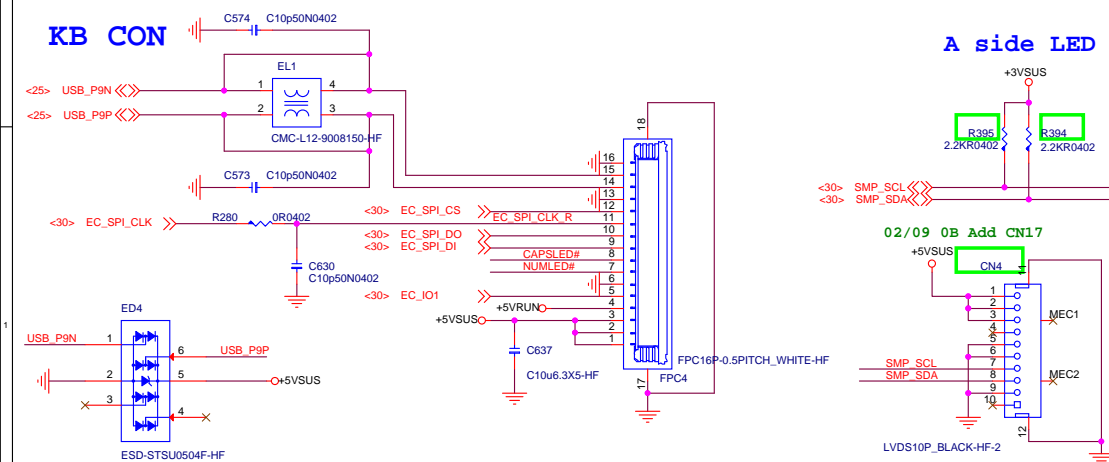 KB CON
C574
C10p50N0402
EL1
<25>
USB_P9N
1
4
<25>
USB_P9P
2
3
CMC-L12-9008150-HF
C573
C10p50N0402
<30>
EC_SPI_CLK
R280
0R0402
C630
C10p50N0402
<30>
EC_SPI_CS
EC_SPI_CLK_R
<30>
EC_SPI_DO
<30>
EC_SPI_DI
CAPSLED#
NUMLED#
<30>
EC_IO1
+5VRUN
+5VSUS
C637
C10u6.3X5-HF
18
16
15
14
13
12
11
10
9
8
7
6
5
4
3
2
1
17
FPC16P-0.5PITCH_WHITE-HF
FPC4
1
ED4
USB_P9N
1
6
USB_P9P
2
5
+5VSUS
3
4
ESD-STSU0504F-HF
A side LED
+3VSUS
R395
2.2KR0402
R394
2.2KR0402
<30>
SMP_SCL
<30>
SMP_SDA
02/09 0B Add CN17
+5VSUS
CN4
11
1
2
3
4
5
6
7
8
9
10
12
MEC1
MEC2
SMP_SCL
SMP_SDA
LVDS10P_BLACK-HF-2